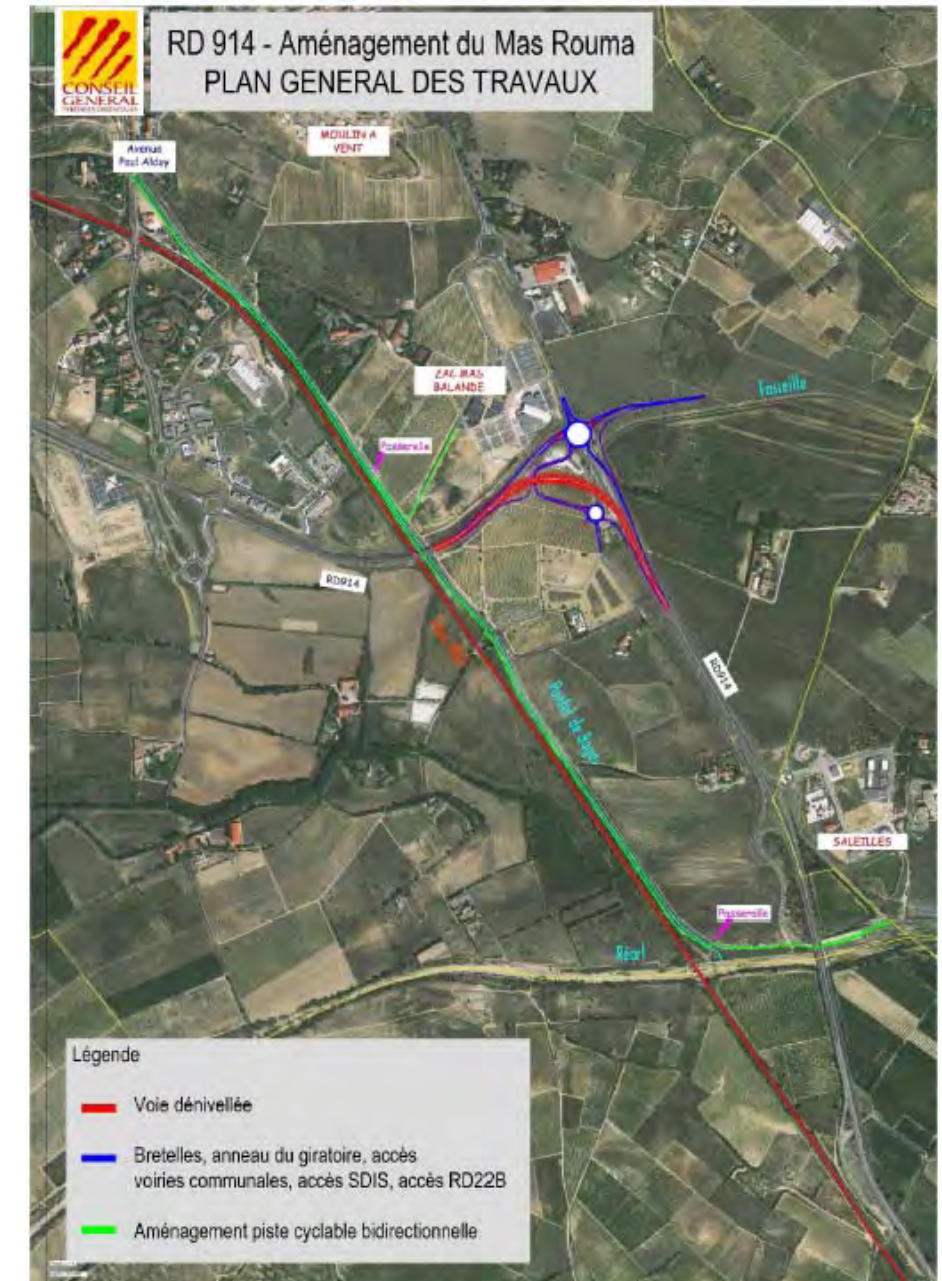 RD 914 - Aménagement du Mas Rouma
PLAN GENERAL DES TRAVAUX
CONSEIL
GENERAL
MOULIN A
VENT
Avenue
Paul Alduy
ZAC MAS
BALANDE
Fosseille
Passerelle
RD914
RD914
SALEILLES
Passerelle
Réart
Légende
Voie dénivellée
Bretelles, anneau du giratoire, accès
voiries communales, accès SDIS, accès RD22B
Aménagement piste cyclable bidirectionnelle